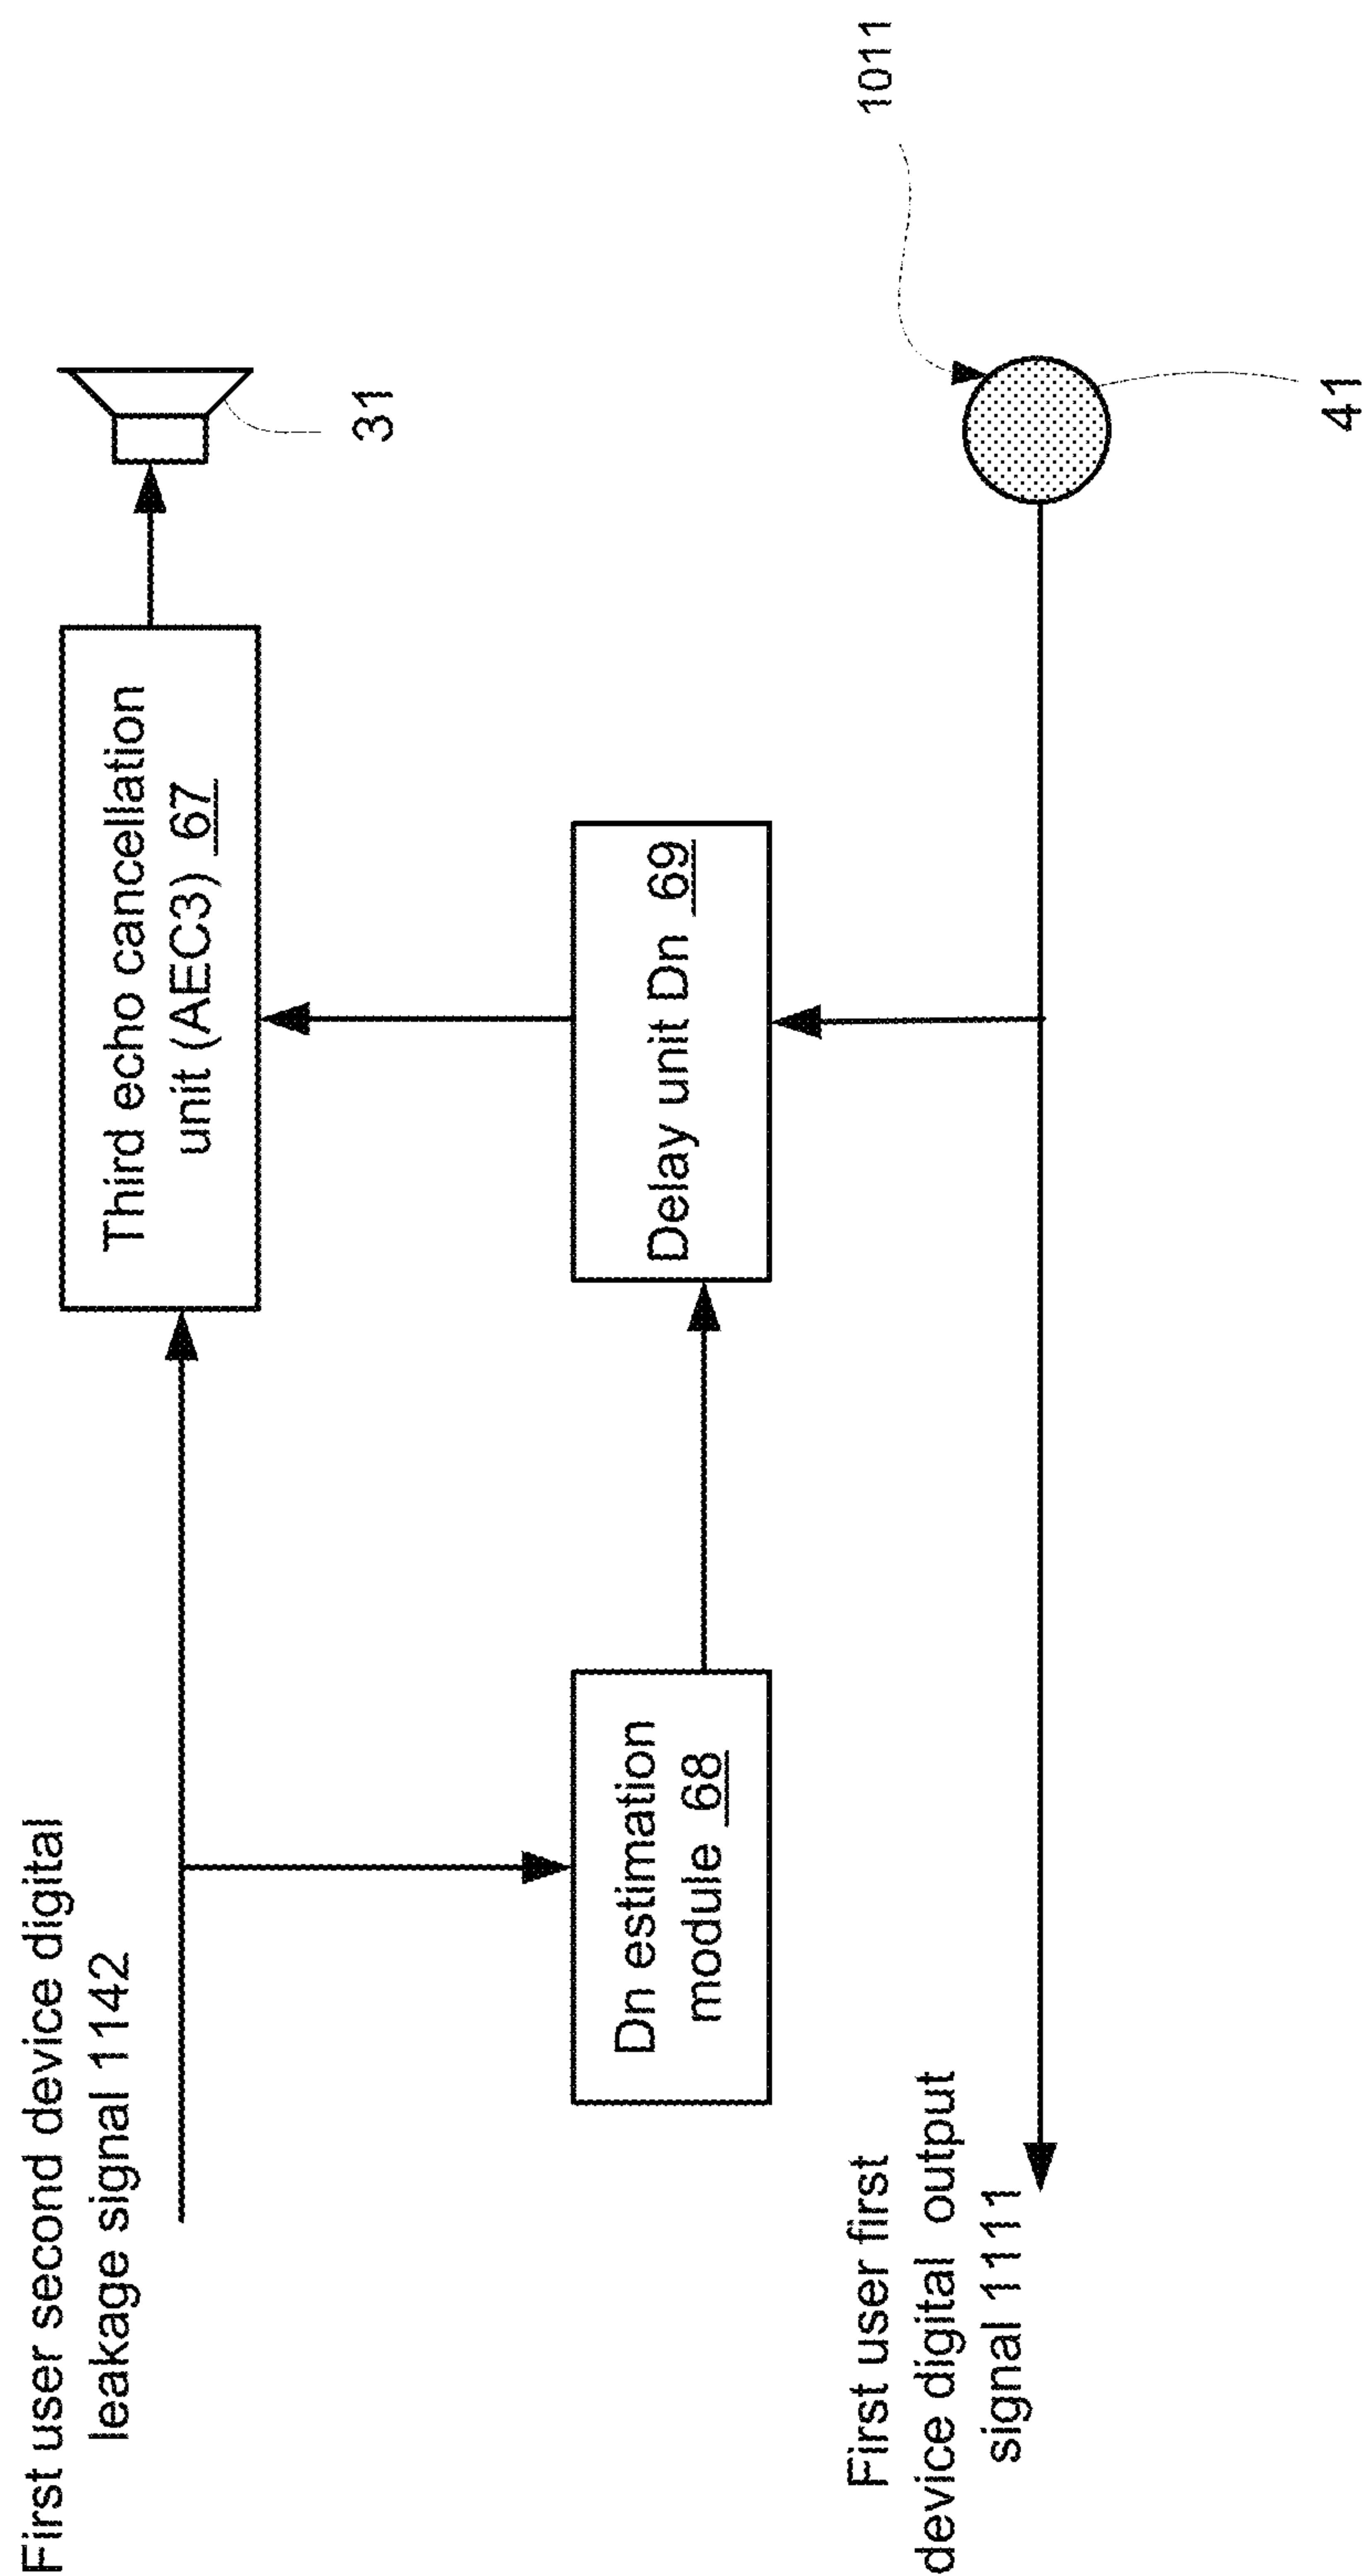 First user second device digital
leakage signal 1142
Third echo cancellation
unit (AEC3) 67
31
Dn estimation
module 68
Delay unit Dn 69
First user first
device digital output
signal 1111
1011
41